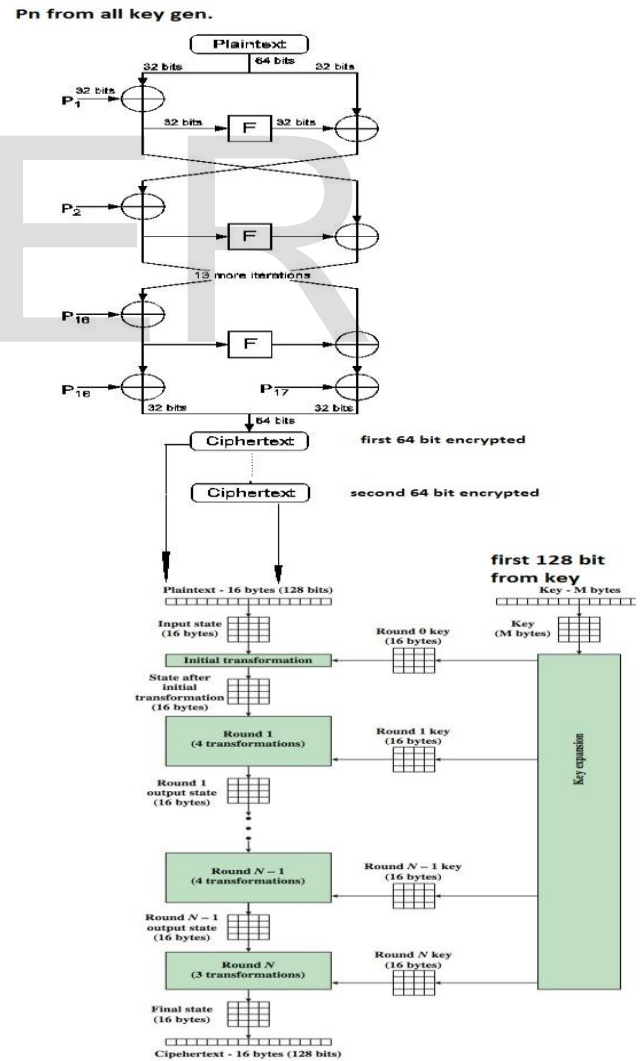 Pn from all key gen.
Plaintext
64 bits
32 bits
32 bits
P1
32 bits
32 bits
F
32 bits
P2
F
13 more iterations
P16
F
P18
P17
32 bits
32 bits
64 bits
Ciphertext
first 64 bit encrypted
Ciphertext
second 64 bit encrypted
ER
first 128 bit
from key
Plaintext - 16 bytes (128 bits)
Key - M bytes
Input state
(16 bytes)
Round 0 key
(16 bytes)
Key
(M bytes)
Initial transformation
State after
initial
transformation
(16 bytes)
Round 1
(4 transformations)
Round 1 key
(16 bytes)
Key expansion
Round 1
output state
(16 bytes)
Round N – 1
(4 transformations)
Round N – 1 key
(16 bytes)
Round N – 1
output state
(16 bytes)
Round N
(3 transformations)
Round N key
(16 bytes)
Final state
(16 bytes)
Cipehertext - 16 bytes (128 bits)